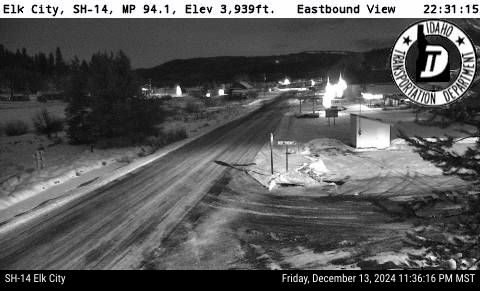 Elk City, SH-14, MP 94.1, Elev 3,939ft.   Eastbound View   22:31:15
IDAHO
TRANSPORTATION DEPARTMENT
SH-14 Elk City
Friday, December 13, 2024 11:36:16 PM MST